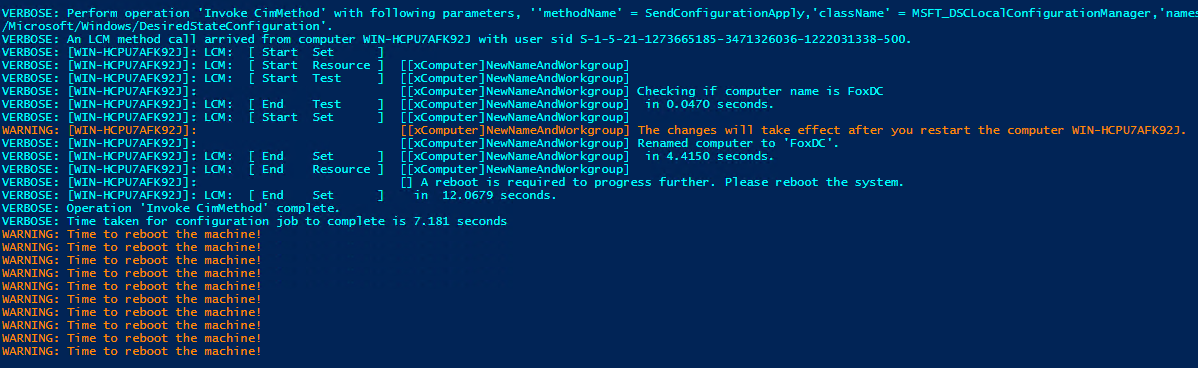 VERBOSE: Perform operation 'Invoke CimMethod' with following parameters, ''methodName' = SendConfigurationApply,'className' = MSFT_DSCLocalConfigurationManager,'names
/Microsoft/Windows/DesiredStateConfiguration'.
VERBOSE: An LCM method call arrived from computer WIN-HCPU7AFK92J with user sid S-1-5-21-1273665185-3471326036-1222031338-500.
VERBOSE: [WIN-HCPU7AFK92J]: LCM:  [ Start  Set      ]
VERBOSE: [WIN-HCPU7AFK92J]: LCM:  [ Start  Resource ]  [[xComputer]NewNameAndWorkgroup]
VERBOSE: [WIN-HCPU7AFK92J]: LCM:  [ Start  Test     ]  [[xComputer]NewNameAndWorkgroup]
VERBOSE: [WIN-HCPU7AFK92J]:                            [[xComputer]NewNameAndWorkgroup] Checking if computer name is FoxDC
VERBOSE: [WIN-HCPU7AFK92J]: LCM:  [ End    Test     ]  [[xComputer]NewNameAndWorkgroup]  in 0.0470 seconds.
VERBOSE: [WIN-HCPU7AFK92J]: LCM:  [ Start  Set      ]  [[xComputer]NewNameAndWorkgroup]
WARNING: [WIN-HCPU7AFK92J]:                            [[xComputer]NewNameAndWorkgroup] The changes will take effect after you restart the computer WIN-HCPU7AFK92J.
VERBOSE: [WIN-HCPU7AFK92J]:                            [[xComputer]NewNameAndWorkgroup] Renamed computer to 'FoxDC'.
VERBOSE: [WIN-HCPU7AFK92J]: LCM:  [ End    Set      ]  [[xComputer]NewNameAndWorkgroup]  in 4.4150 seconds.
VERBOSE: [WIN-HCPU7AFK92J]: LCM:  [ End    Resource ]  [[xComputer]NewNameAndWorkgroup]
VERBOSE: [WIN-HCPU7AFK92J]:                            [] A reboot is required to progress further. Please reboot the system.
VERBOSE: [WIN-HCPU7AFK92J]: LCM:  [ End    Set      ]    in  12.0679 seconds.
VERBOSE: Operation 'Invoke CimMethod' complete.
VERBOSE: Time taken for configuration job to complete is 7.181 seconds
WARNING: Time to reboot the machine!
WARNING: Time to reboot the machine!
WARNING: Time to reboot the machine!
WARNING: Time to reboot the machine!
WARNING: Time to reboot the machine!
WARNING: Time to reboot the machine!
WARNING: Time to reboot the machine!
WARNING: Time to reboot the machine!
WARNING: Time to reboot the machine!
WARNING: Time to reboot the machine!